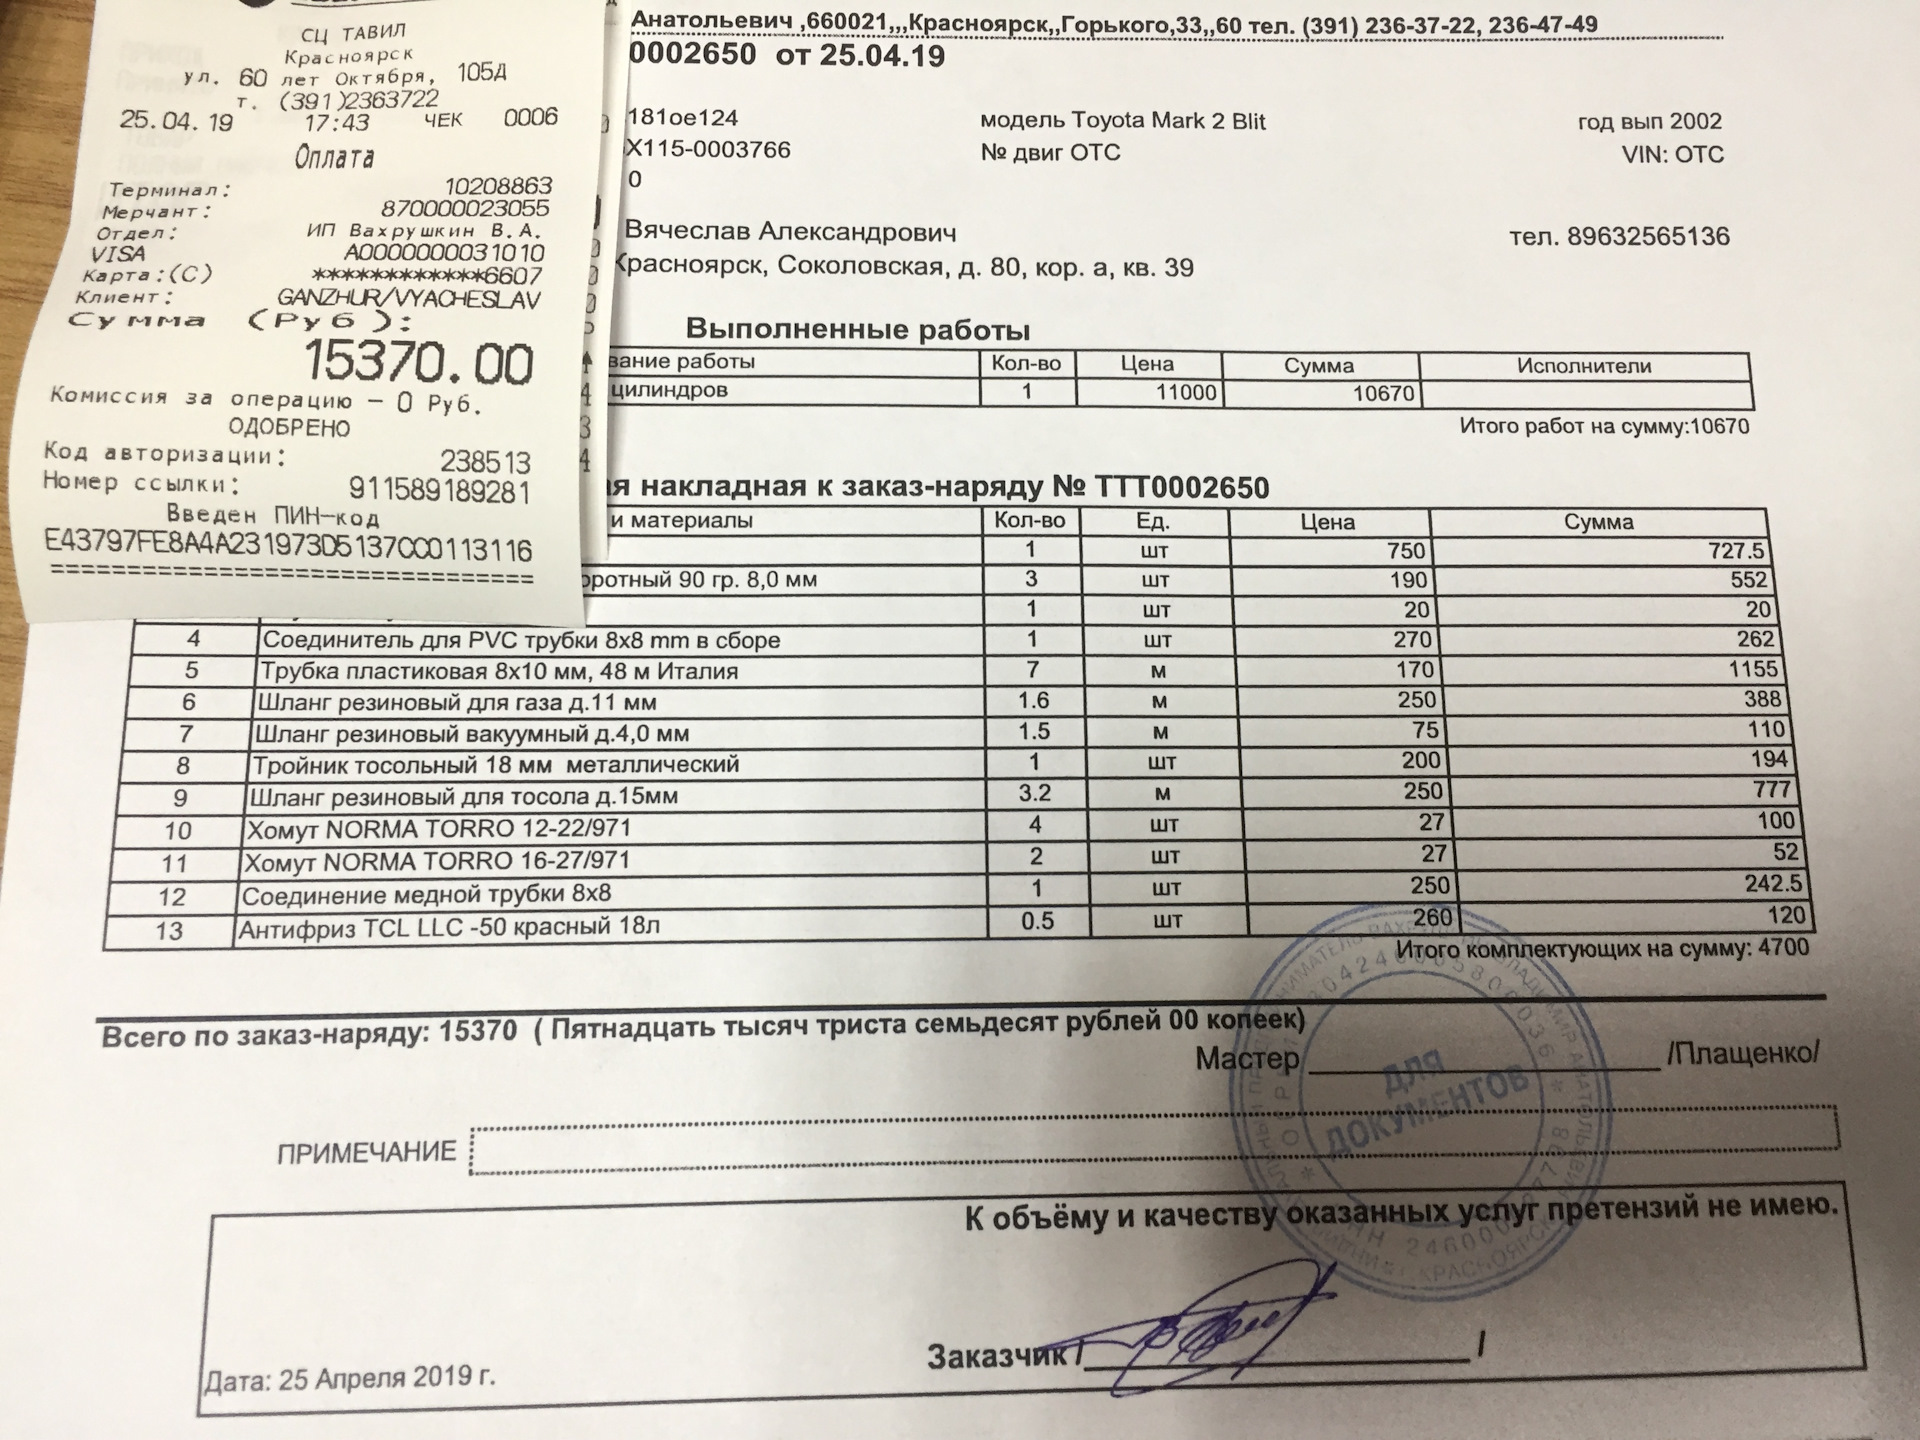 СЦ ТАВИЛ
Красноярск
ул. 60 лет Октября, 105Д
т. (391)2363722
25.04.19 17:43 ЧЕК 0006
Оплата
Терминал: 10208863
Мерчант: 870000023055
Отдел: ИП Вахрушкин В.А.
VISA A0000000031010
Карта:(C) ************6607
Клиент: GANZHUR/VYACHESLAV
Сумма (Руб):
15370.00
Комиссия за операцию – 0 Руб.
ОДОБРЕНО
Код авторизации: 238513
Номер ссылки: 911589189281
Введен ПИН-код
E43797FE8A4A231973D5137CC0113116
================================
Анатольевич ,660021,,,Красноярск,,Горького,33,,60 тел. (391) 236-37-22, 236-47-49
0002650 от 25.04.19
181ое124 модель Toyota Mark 2 Blit год вып 2002
X115-0003766 № двиг ОТС VIN: ОТС
0
Вячеслав Александрович тел. 89632565136
Красноярск, Соколовская, д. 80, кор. а, кв. 39
Выполненные работы
вание работы Кол-во Цена Сумма Исполнители
цилиндров 1 11000 10670
Итого работ на сумму:10670
ая накладная к заказ-наряду № ТТТ0002650
и материалы Кол-во Ед. Цена Сумма
1 шт 750 727.5
оротный 90 гр. 8,0 мм 3 шт 190 552
1 шт 20 20
4 Соединитель для PVC трубки 8x8 mm в сборе 1 шт 270 262
5 Трубка пластиковая 8x10 мм, 48 м Италия 7 м 170 1155
6 Шланг резиновый для газа д.11 мм 1.6 м 250 388
7 Шланг резиновый вакуумный д.4,0 мм 1.5 м 75 110
8 Тройник тосольный 18 мм металлический 1 шт 200 194
9 Шланг резиновый для тосола д.15мм 3.2 м 250 777
10 Хомут NORMA TORRO 12-22/971 4 шт 27 100
11 Хомут NORMA TORRO 16-27/971 2 шт 27 52
12 Соединение медной трубки 8x8 1 шт 250 242.5
13 Антифриз TCL LLC -50 красный 18л 0.5 шт 260 120
Итого комплектующих на сумму: 4700
Всего по заказ-наряду: 15370 ( Пятнадцать тысяч триста семьдесят рублей 00 копеек)
Мастер /Плащенко/
ДЛЯ
ДОКУМЕНТОВ
ПРИМЕЧАНИЕ
К объёму и качеству оказанных услуг претензий не имею.
Заказчик / /
Дата: 25 Апреля 2019 г.